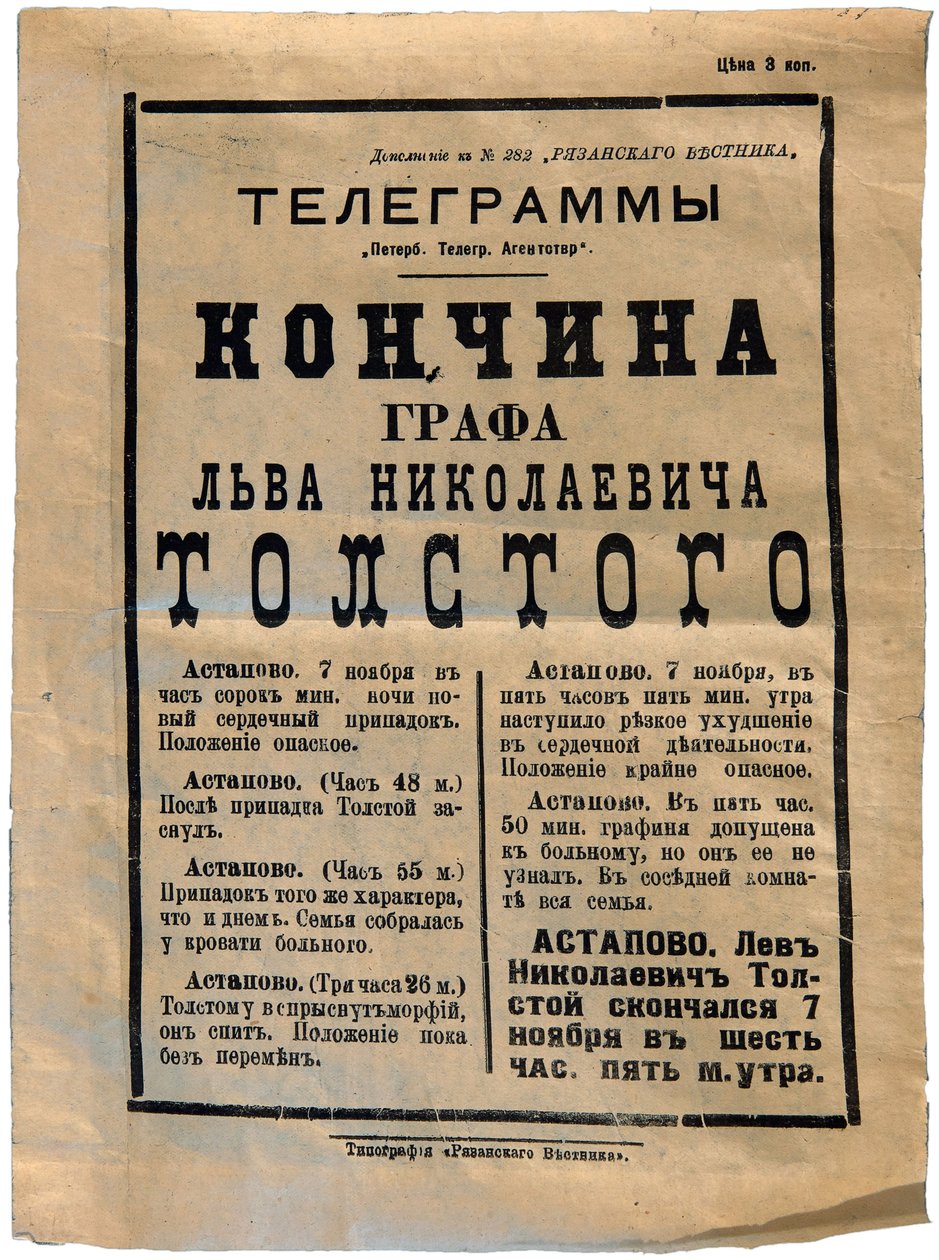 Цѣна 3 коп.
Дополненіе къ № 282 „РЯЗАНСКАГО ВѢСТНИКА„
ТЕЛЕГРАММЫ
„Петерб. Телегр. Агентствр“.
КОНЧИНА
ГРАФА
ЛЬВА НИКОЛАЕВИЧА
ТОЛСТОГО
Астапово. 7 ноября въ
часъ сорокъ мин. ночи но-
вый сердечный припадокъ.
Положеніе опасное.
Астапово. (Часъ 48 м.)
Послѣ припадка Толстой за-
снулъ.
Астапово. (Часъ 55 м.)
Припадокъ того же характера,
что и днемъ. Семья собралась
у кровати больного.
Астапово. (Три часа 26 м.)
Толстому вспрыснутъ морфій,
онъ спитъ. Положеніе пока
безъ перемѣнъ.
Астапово. 7 ноября, въ
пять часовъ пять мин. утра
наступило рѣзкое ухудшеніе
въ сердечной дѣятельности.
Положеніе крайне опасное.
Астапово. Въ пять час.
50 мин. графиня допущена
къ больному, но онъ ее не
узналъ. Въ сосѣдней комна-
тѣ вся семья.
АСТАПОВО. Левъ
Николаевичъ Тол-
стой скончался 7
ноября въ шесть
час. пять м. утра.
Типографія «Рязанскаго Вѣстника».